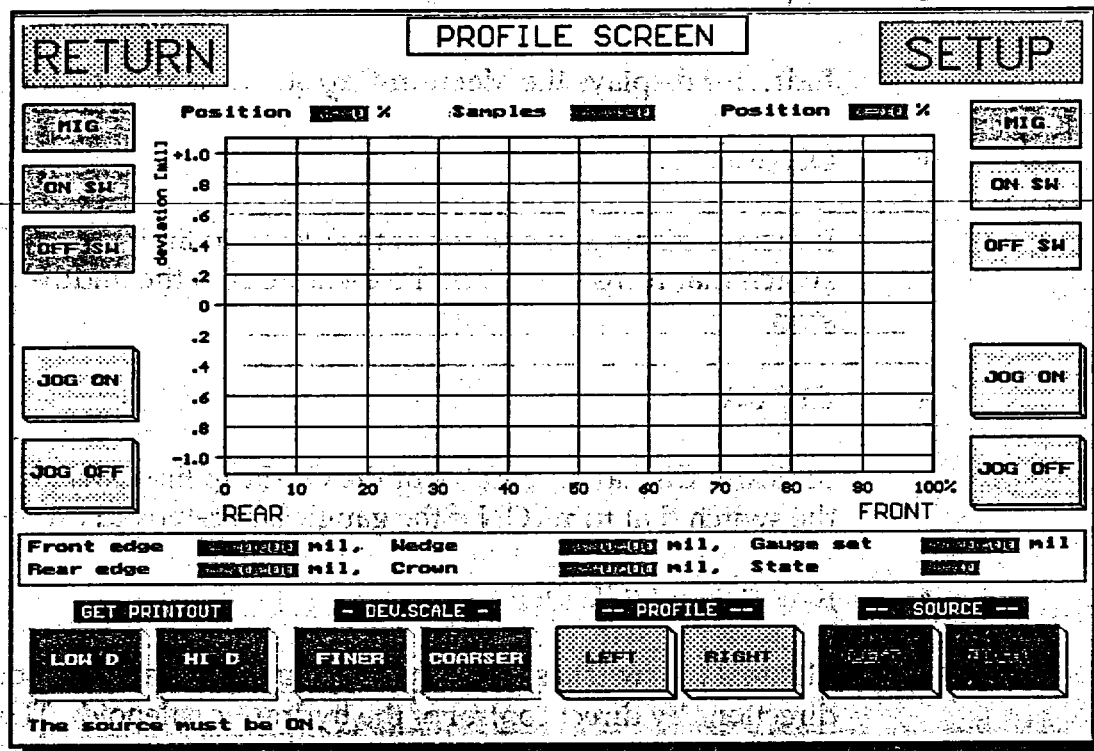 PROFILE SCREEN
RETURN
SETUP
Position % Samples Position %
MIG
ON SW
OFF SW
JOG ON
JOG OFF
MIG
ON SW
OFF SW
JOG ON
JOG OFF
deviation [mil]
+1.0
.8
.6
.4
.2
0
.2
.4
.6
.8
-1.0
0 10 20 30 40 50 60 70 80 90 100%
REAR FRONT
Front edge mil, Wedge mil, Gauge set mil
Rear edge mil, Crown mil, State
GET PRINTOUT - DEV.SCALE - -- PROFILE -- -- SOURCE --
LOW D HI D FINER COARSER LEFT RIGHT LEFT RIGHT
The source must be ON.